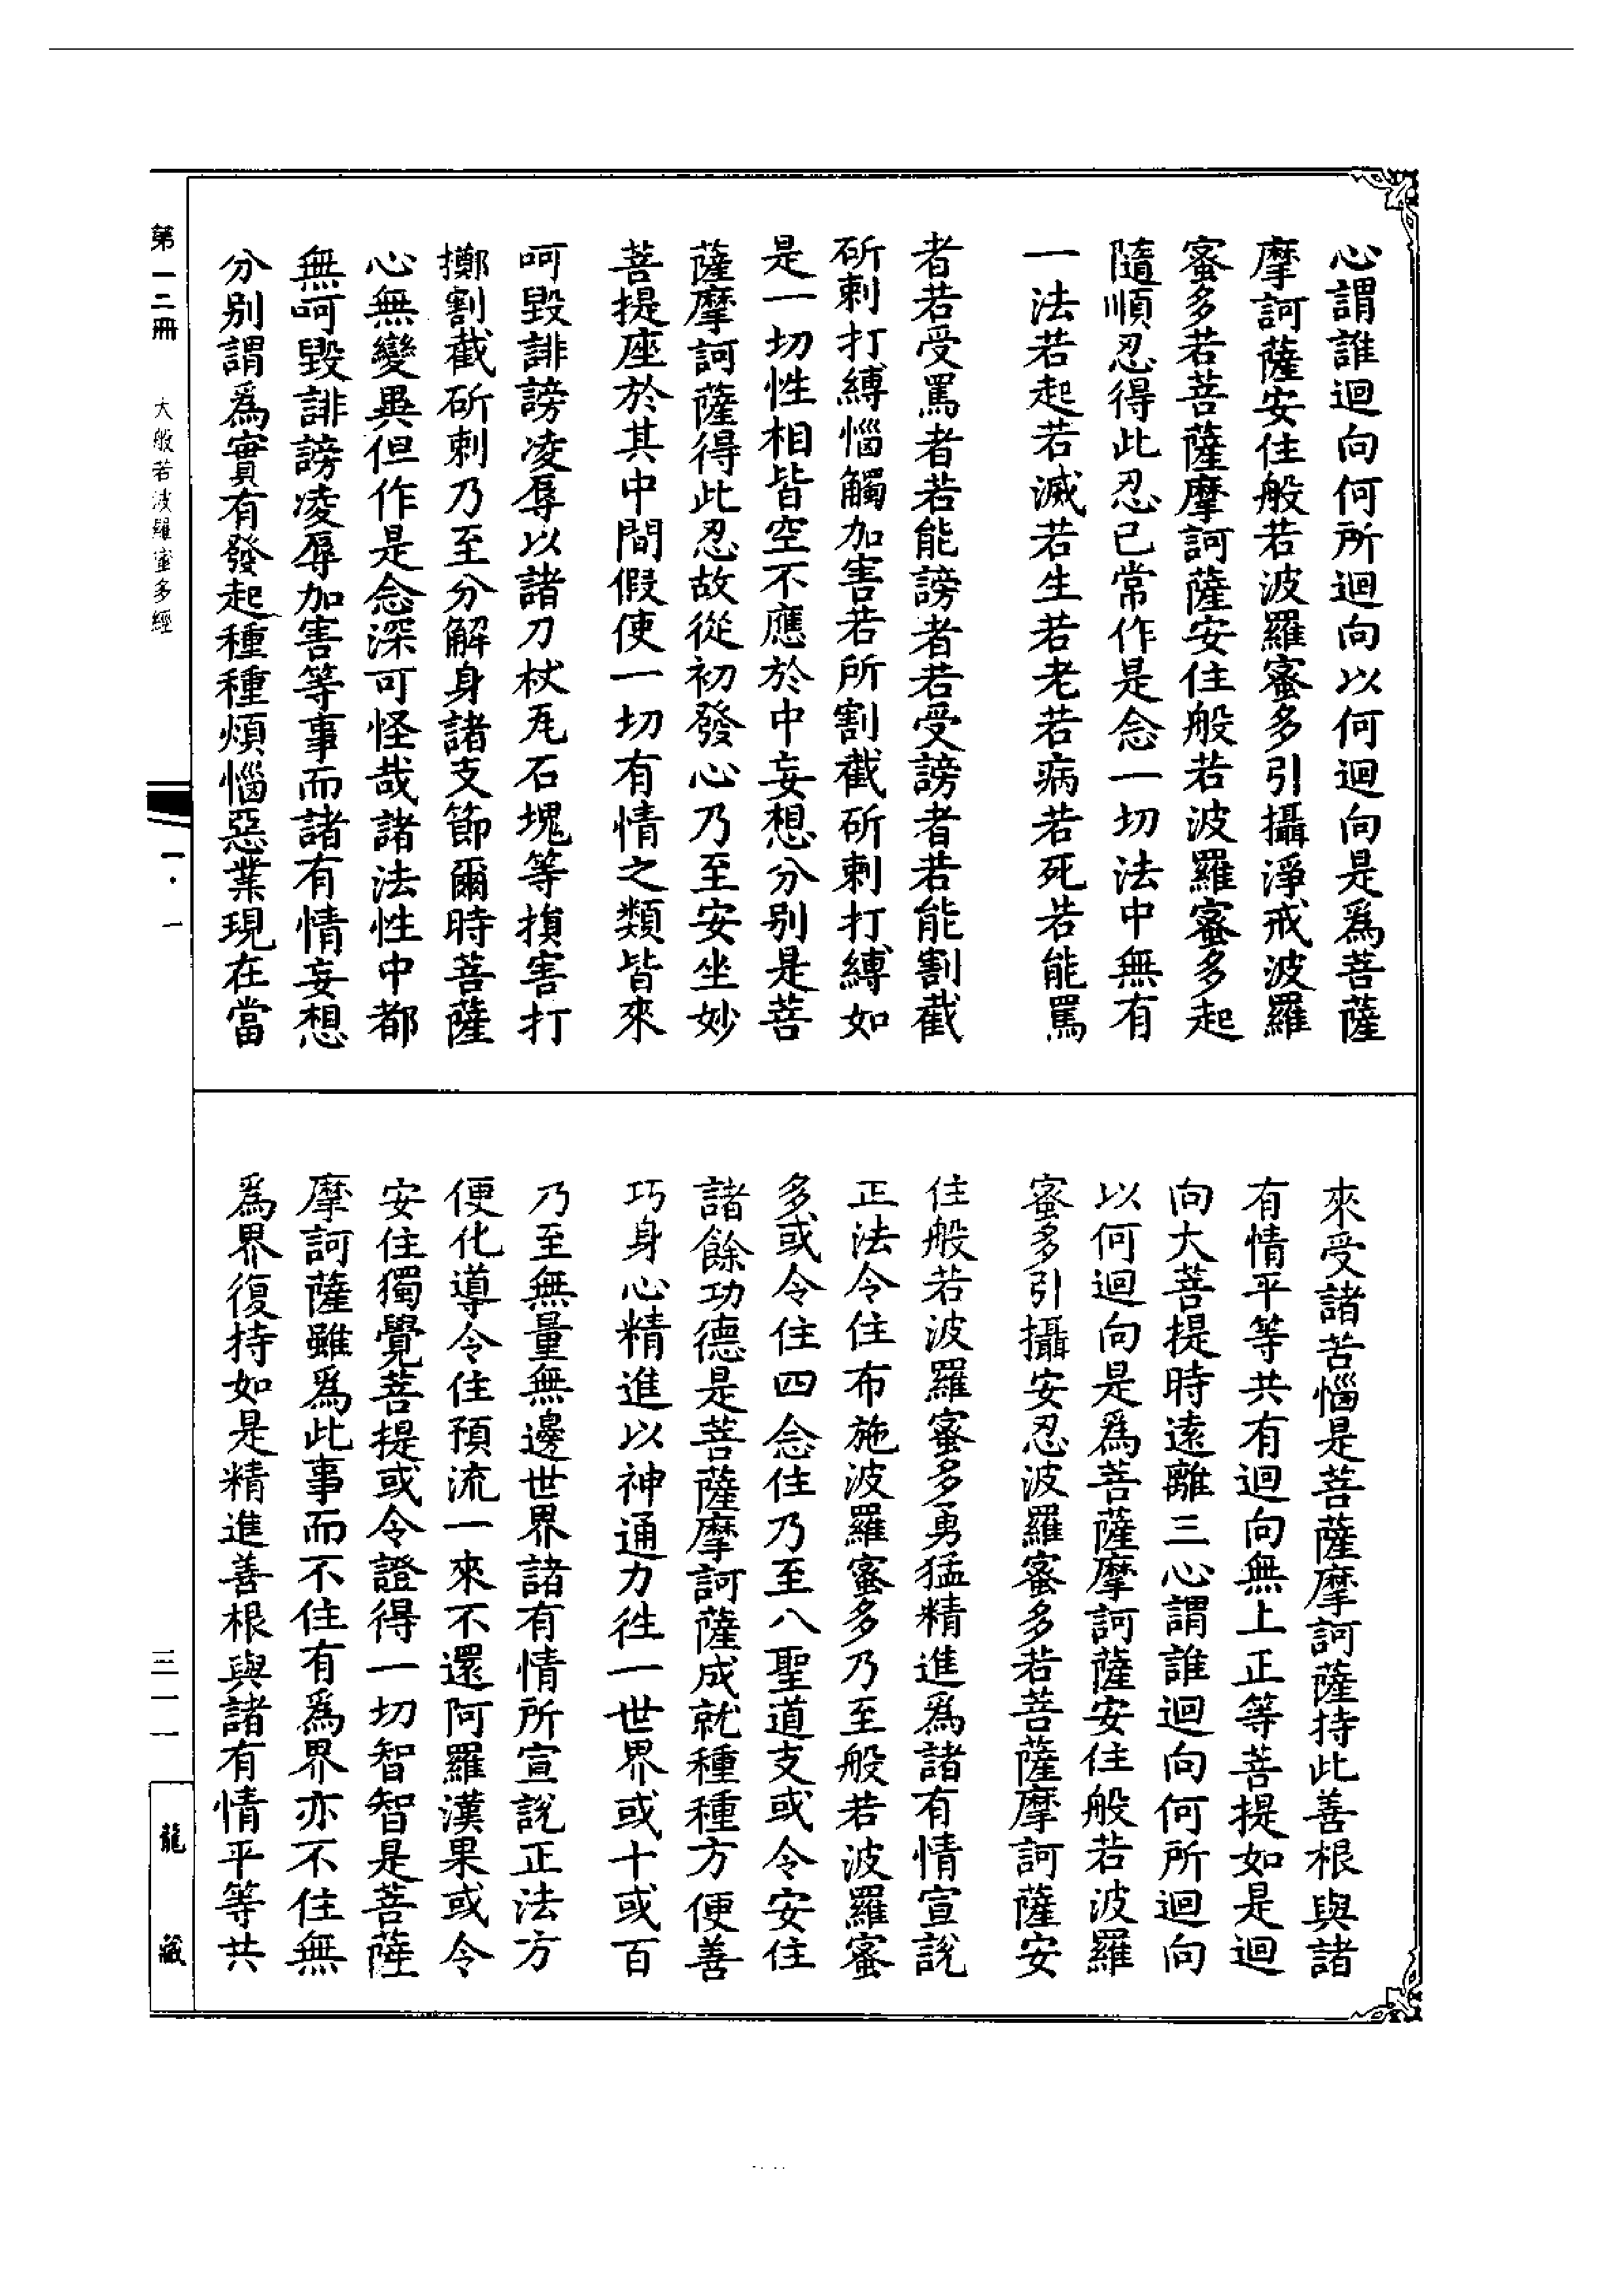 心謂誰迴向何所迴向以何迴向是爲菩薩
摩訶薩安住般若波羅蜜多引攝淨戒波羅
蜜多若菩薩摩訶薩安住般若波羅蜜多起
隨順忍得此忍已常作是念一切法中無有
一法若起若滅若生若老若病若死若能罵
者若受罵者若能謗者若受謗者若能割截
斫刺打縛惱觸加害若所割截斫刺打縛如
是一切性相皆空不應於中妄想分别是菩
薩摩訶薩得此忍故從初發心乃至安坐妙
菩提座於其中間假使一切有情之類皆來
呵毀誹謗凌辱以諸刀杖瓦石塊等損害打
擲割截斫刺乃至分解身諸支節爾時菩薩
心無變異但作是念深可怪哉諸法性中都
無呵毀誹謗凌辱加害等事而諸有情妄想
分别謂爲實有發起種種煩惱惡業現在當
來受諸苦惱是菩薩摩訶薩持此善根與諸
有情平等共有迴向無上正等菩提如是迴
向大菩提時遠離三心謂誰迴向何所迴向
以何迴向是爲菩薩摩訶薩安住般若波羅
蜜多引攝安忍波羅蜜多若菩薩摩訶薩安
住般若波羅蜜多勇猛精進爲諸有情宣說
正法令住布施波羅蜜多乃至般若波羅蜜
多或令住四念住乃至八聖道支或令安住
諸餘功德是菩薩摩訶薩成就種種方便善
巧身心精進以神通力往一世界或十或百
乃至無量無邊世界諸有情所宣說正法方
便化導令住預流一來不還阿羅漢果或令
安住獨覺菩提或令證得一切智智是菩薩
摩訶薩雖爲此事而不住有爲界亦不住無
爲界復持如是精進善根與諸有情平等共
第一二冊 大般若波羅蜜多經 一·一 三一一 龍藏